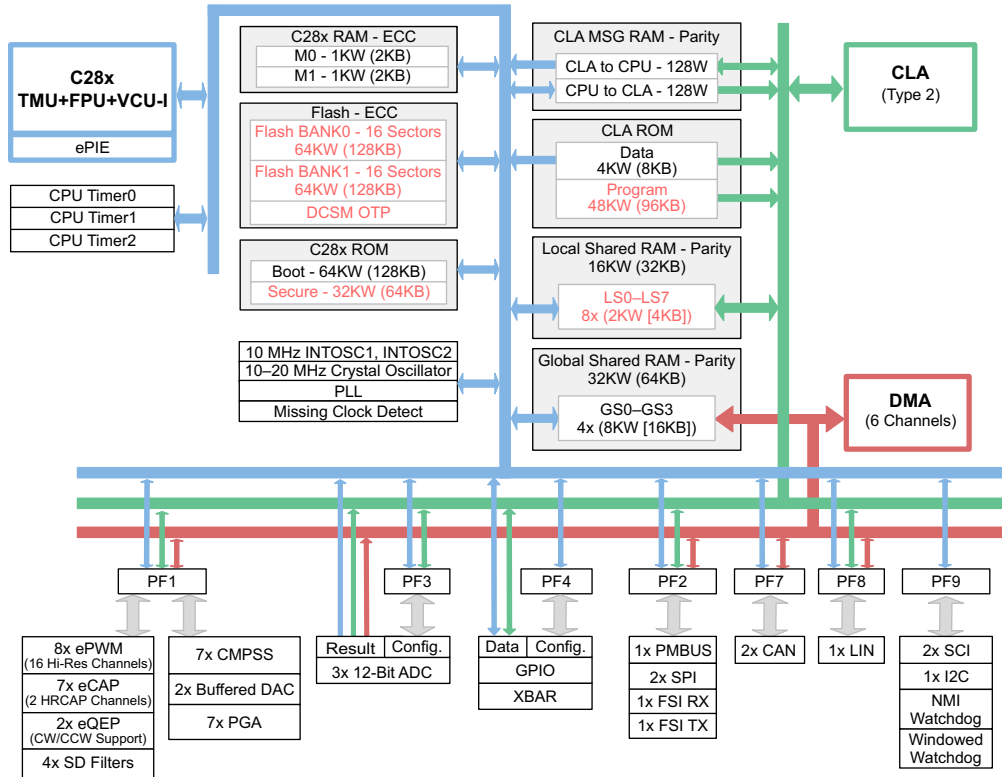 C28x
TMU+FPU+VCU-I
ePIE
CPU Timer0
CPU Timer1
CPU Timer2
C28x RAM - ECC
M0 - 1KW (2KB)
M1 - 1KW (2KB)
Flash - ECC
Flash BANK0 - 16 Sectors
64KW (128KB)
Flash BANK1 - 16 Sectors
64KW (128KB)
DCSM OTP
C28x ROM
Boot - 64KW (128KB)
Secure - 32KW (64KB)
10 MHz INTOSC1, INTOSC2
10–20 MHz Crystal Oscillator
PLL
Missing Clock Detect
CLA MSG RAM - Parity
CLA to CPU - 128W
CPU to CLA - 128W
CLA ROM
Data
4KW (8KB)
Program
48KW (96KB)
Local Shared RAM - Parity
16KW (32KB)
LS0–LS7
8x (2KW [4KB])
Global Shared RAM - Parity
32KW (64KB)
GS0–GS3
4x (8KW [16KB])
CLA
(Type 2)
DMA
(6 Channels)
PF1
PF3
PF4
PF2
PF7
PF8
PF9
8x ePWM
(16 Hi-Res Channels)
7x eCAP
(2 HRCAP Channels)
2x eQEP
(CW/CCW Support)
4x SD Filters
7x CMPSS
2x Buffered DAC
7x PGA
Result
Config.
3x 12-Bit ADC
Data
Config.
GPIO
XBAR
1x PMBUS
2x SPI
1x FSI RX
1x FSI TX
2x CAN
1x LIN
2x SCI
1x I2C
NMI
Watchdog
Windowed
Watchdog